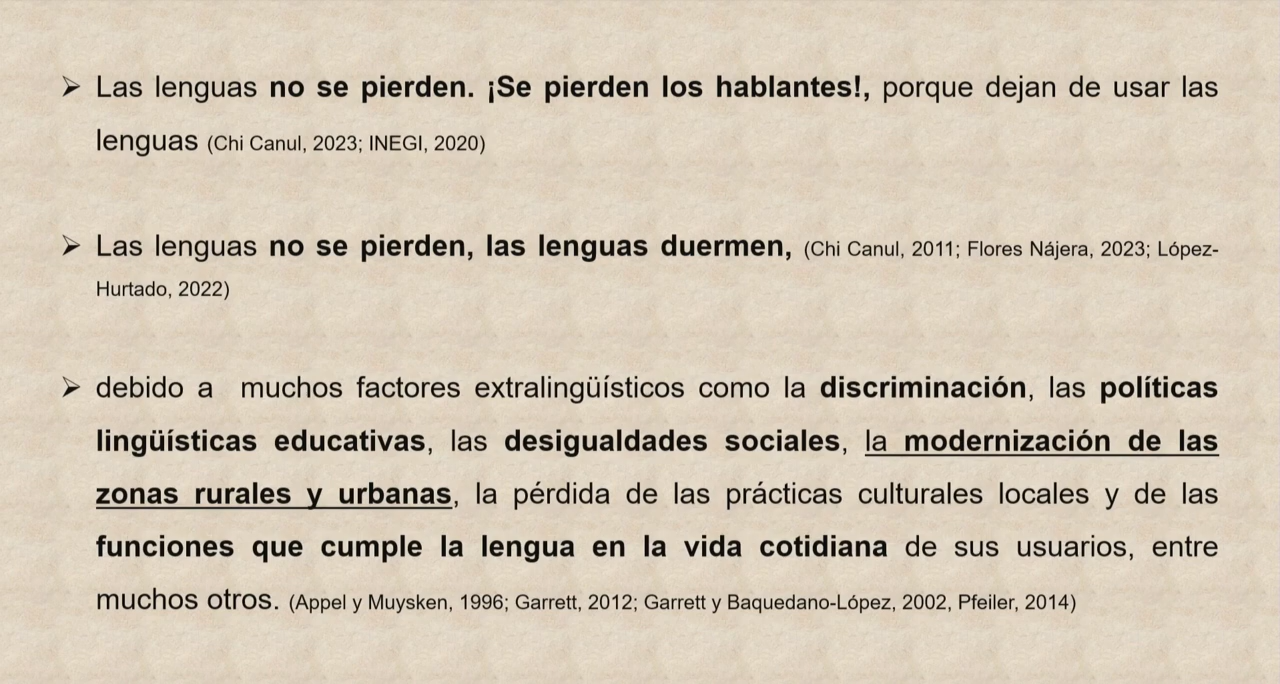 ➢ Las lenguas no se pierden. ¡Se pierden los hablantes!, porque dejan de usar las
lenguas (Chi Canul, 2023; INEGI, 2020)
➢ Las lenguas no se pierden, las lenguas duermen, (Chi Canul, 2011; Flores Nájera, 2023; López-
Hurtado, 2022)
➢ debido a muchos factores extralingüísticos como la discriminación, las políticas
lingüísticas educativas, las desigualdades sociales, la modernización de las
zonas rurales y urbanas, la pérdida de las prácticas culturales locales y de las
funciones que cumple la lengua en la vida cotidiana de sus usuarios, entre
muchos otros. (Appel y Muysken, 1996; Garrett, 2012; Garrett y Baquedano-López, 2002, Pfeiler, 2014)